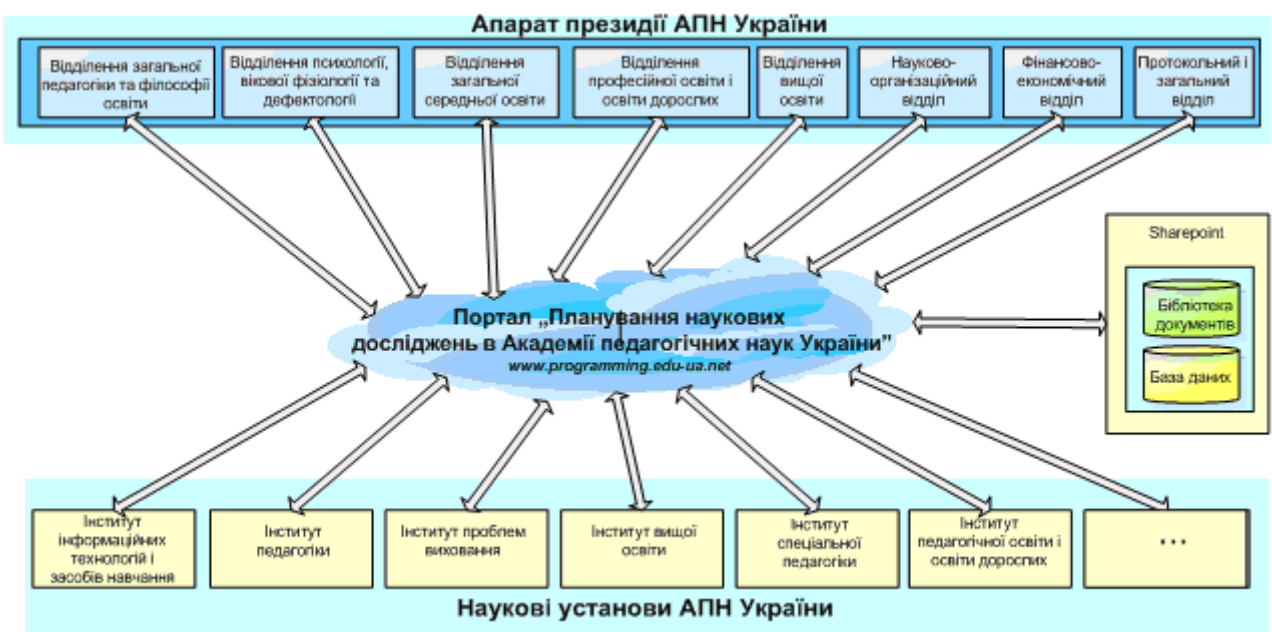 Апарат президії АПН України
Відділення загальної
педагогіки та філософії
освіти
Відділення психології,
вікової фізіології та
дефектології
Відділення
загальної
середньої освіти
Відділення
професійної освіти і
освіти дорослих
Відділення
вищої
освіти
Науково-
організаційний
відділ
Фінансово-
економічний
відділ
Протокольний і
загальний
відділ
Sharepoint
Бібліотека
документів
База даних
Портал „Планування наукових
досліджень в Академії педагогічних наук України”
www.programming.edu-ua.net
Інститут
інформаційних
технологій і
засобів навчання
Інститут
педагогіки
Інститут проблем
виховання
Інститут вищої
освіти
Інститут
спеціальної
педагогіки
Інститут
педагогічної освіти і
освіти дорослих
...
Наукові установи АПН України